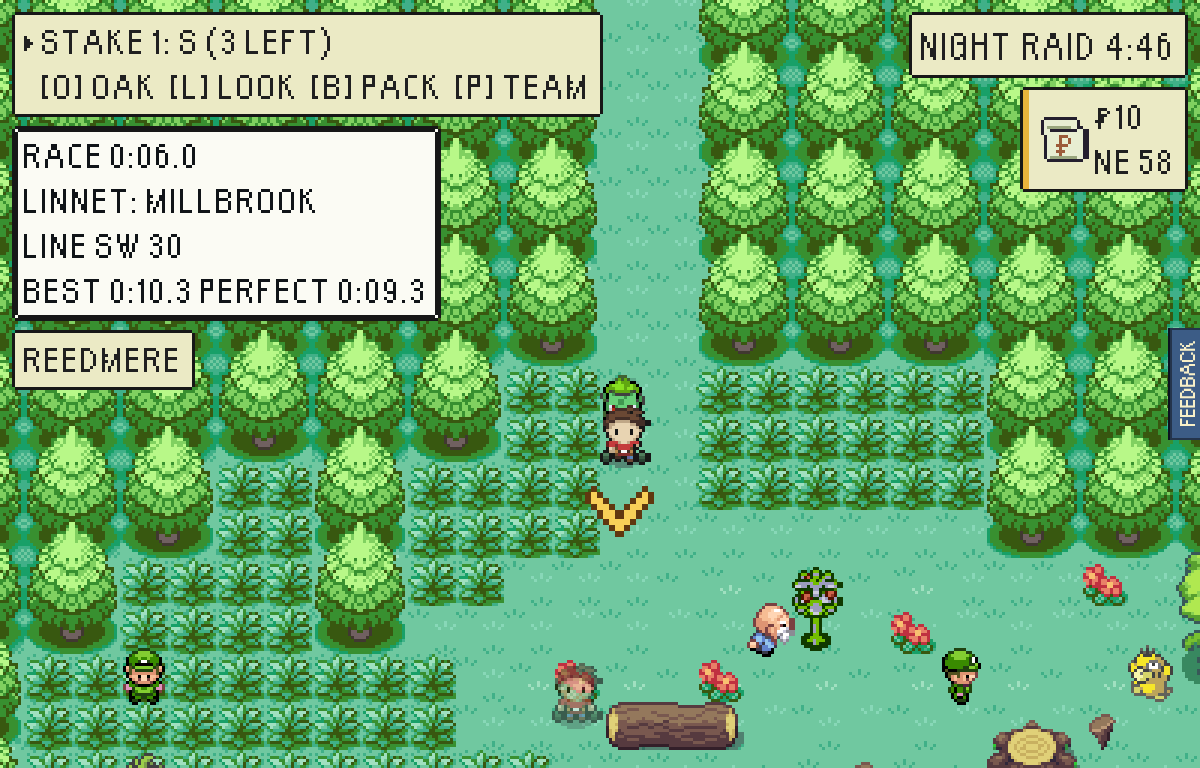 ▸STAKE 1: S (3 LEFT)
[O] OAK [L] LOOK [B] PACK [P] TEAM
NIGHT RAID 4:46
₽10
NE 58
₽
RACE 0:06.0
LINNET: MILLBROOK
LINE SW 30
BEST 0:10.3 PERFECT 0:09.3
REEDMERE
FEEDBACK